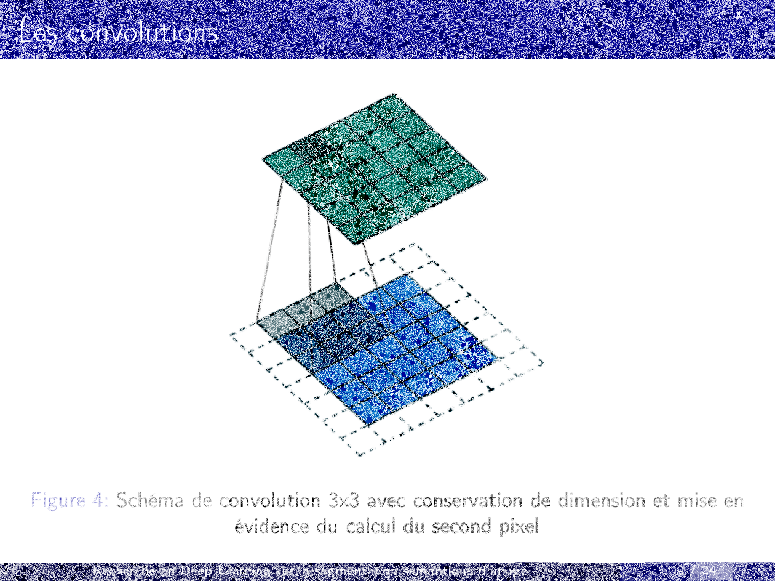 Les convolutions
Figure 4: Schéma de convolution 3x3 avec conservation de dimension et mise en
évidence du calcul du second pixel